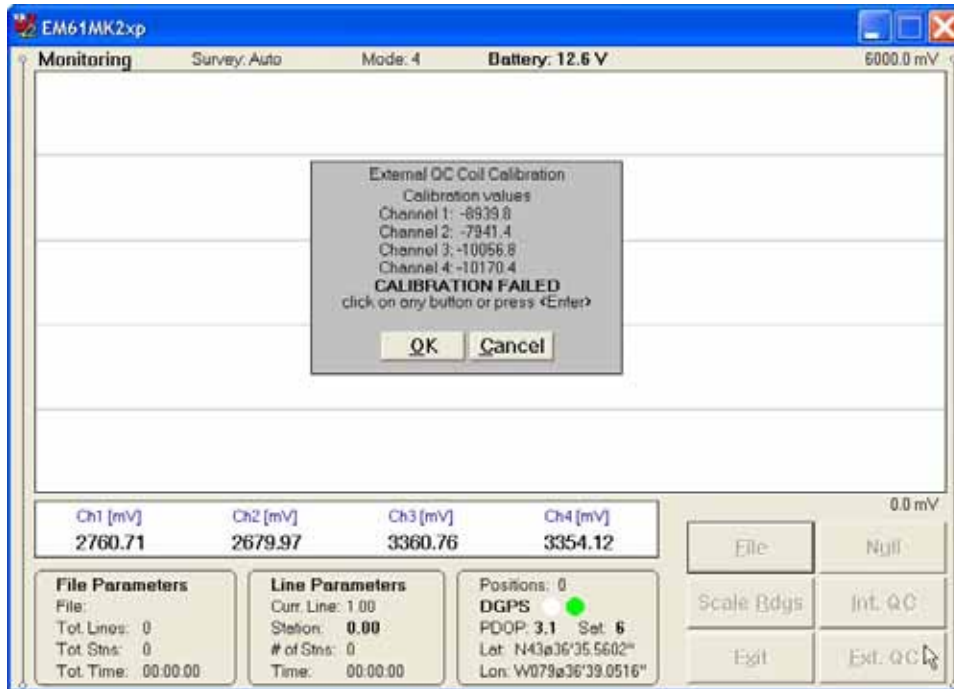 EM61MK2xp
Monitoring Survey: Auto Mode: 4 Battery: 12.6 V 6000.0 mV
External QC Coil Calibration
Calibration values
Channel 1: -8939.8
Channel 2: -7941.4
Channel 3: -10056.8
Channel 4: -10170.4
CALIBRATION FAILED
click on any button or press <Enter>
OK Cancel
0.0 mV
Ch1 [mV] Ch2 [mV] Ch3 [mV] Ch4 [mV]
2760.71 2679.97 3360.76 3354.12
File Null
Scale Rdgs Int. QC
Exit Ext. QC
File Parameters
File:
Tot. Lines: 0
Tot. Stns: 0
Tot. Time: 00:00:00
Line Parameters
Curr. Line: 1.00
Station: 0.00
# of Stns: 0
Time: 00:00:00
Positions: 0
DGPS
PDOP: 3.1 Sat: 6
Lat: N43ø36'35.5602"
Lon: W079ø36'39.0516"